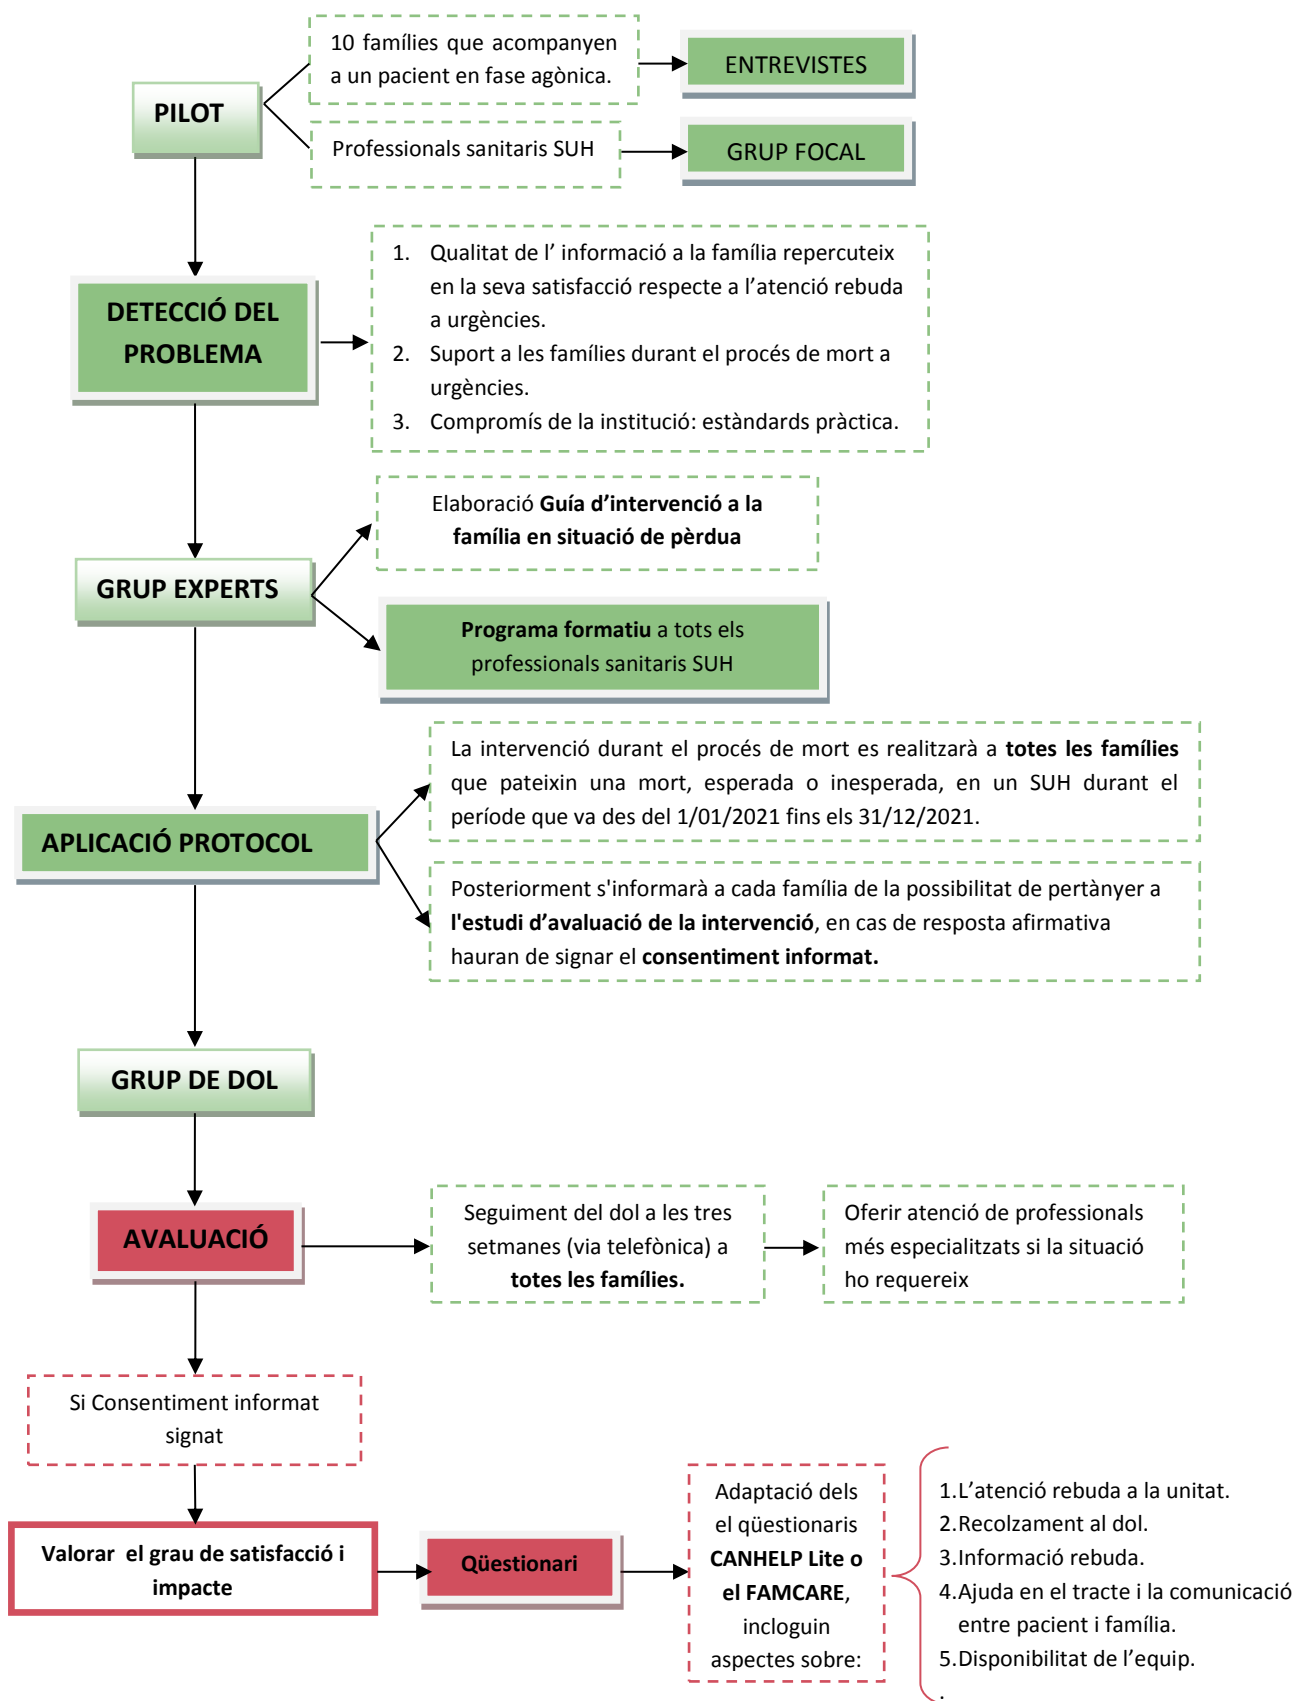 10 famílies que acompanyen
a un pacient en fase agònica.
ENTREVISTES
PILOT
Professionals sanitaris SUH
GRUP FOCAL
1. Qualitat de l’ informació a la família repercuteix
en la seva satisfacció respecte a l’atenció rebuda
a urgències.
2. Suport a les famílies durant el procés de mort a
urgències.
3. Compromís de la institució: estàndards pràctica.
DETECCIÓ DEL
PROBLEMA
Elaboració Guía d’intervenció a la
família en situació de pèrdua
GRUP EXPERTS
Programa formatiu a tots els
professionals sanitaris SUH
La intervenció durant el procés de mort es realitzarà a totes les famílies
que pateixin una mort, esperada o inesperada, en un SUH durant el
període que va des del 1/01/2021 fins els 31/12/2021.
APLICACIÓ PROTOCOL
Posteriorment s'informarà a cada família de la possibilitat de pertànyer a
l'estudi d’avaluació de la intervenció, en cas de resposta afirmativa
hauran de signar el consentiment informat.
GRUP DE DOL
AVALUACIÓ
Seguiment del dol a les tres
setmanes (via telefònica) a
totes les famílies.
Oferir atenció de professionals
més especialitzats si la situació
ho requereix
Si Consentiment informat
signat
Valorar el grau de satisfacció i
impacte
Qüestionari
Adaptació dels
el qüestionaris
CANHELP Lite o
el FAMCARE,
incloguin
aspectes sobre:
1.L’atenció rebuda a la unitat.
2.Recolzament al dol.
3.Informació rebuda.
4.Ajuda en el tracte i la comunicació
entre pacient i família.
5.Disponibilitat de l’equip.
.